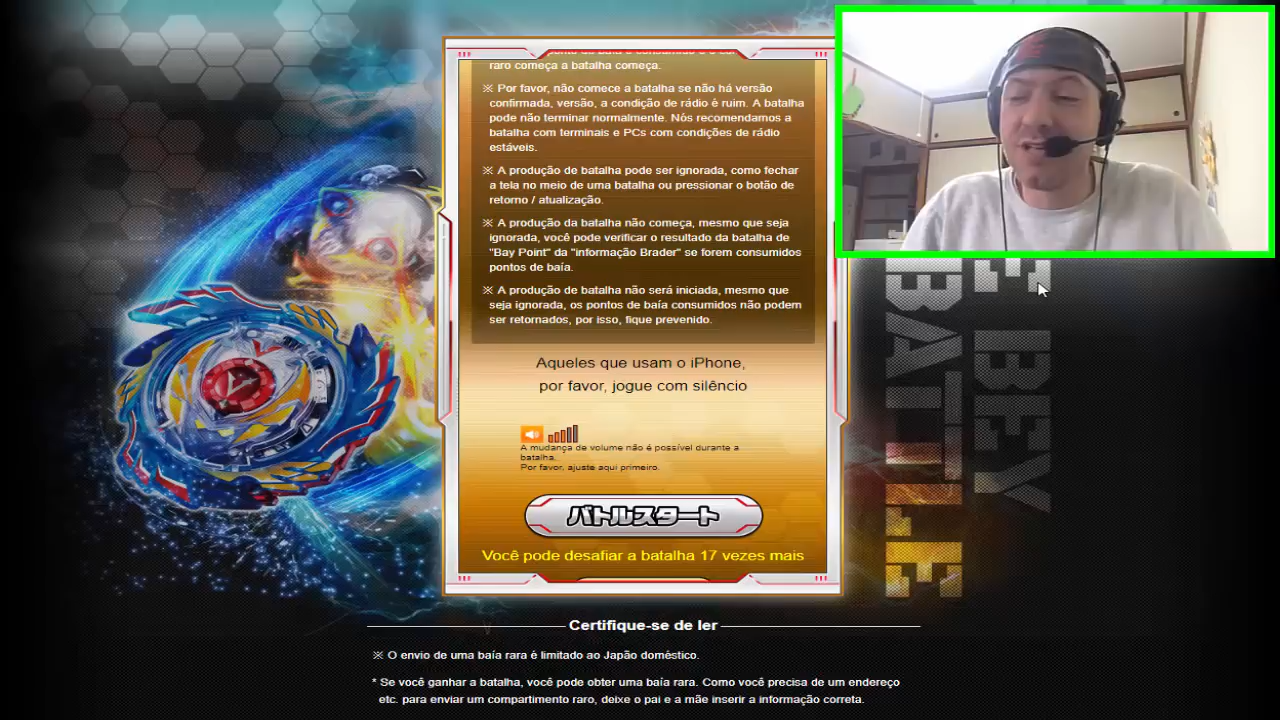 raro começa a batalha começa.
※ Por favor, não comece a batalha se não há versão
confirmada, versão, a condição de rádio é ruim. A batalha
pode não terminar normalmente. Nós recomendamos a
batalha com terminais e PCs com condições de rádio
estáveis.
※ A produção de batalha pode ser ignorada, como fechar
a tela no meio de uma batalha ou pressionar o botão de
retorno / atualização.
※ A produção da batalha não começa, mesmo que seja
ignorada, você pode verificar o resultado da batalha de
"Bay Point" da "informação Brader" se forem consumidos
pontos de baía.
※ A produção de batalha não será iniciada, mesmo que
seja ignorada, os pontos de baía consumidos não podem
ser retornados, por isso, fique prevenido.
Aqueles que usam o iPhone,
por favor, jogue com silêncio
A mudança de volume não é possível durante a
batalha.
Por favor, ajuste aqui primeiro.
バトルスタート
Você pode desafiar a batalha 17 vezes mais
BEY
BATTLE
Certifique-se de ler
※ O envio de uma baía rara é limitado ao Japão doméstico.
* Se você ganhar a batalha, você pode obter uma baía rara. Como você precisa de um endereço
etc. para enviar um compartimento raro, deixe o pai e a mãe inserir a informação correta.